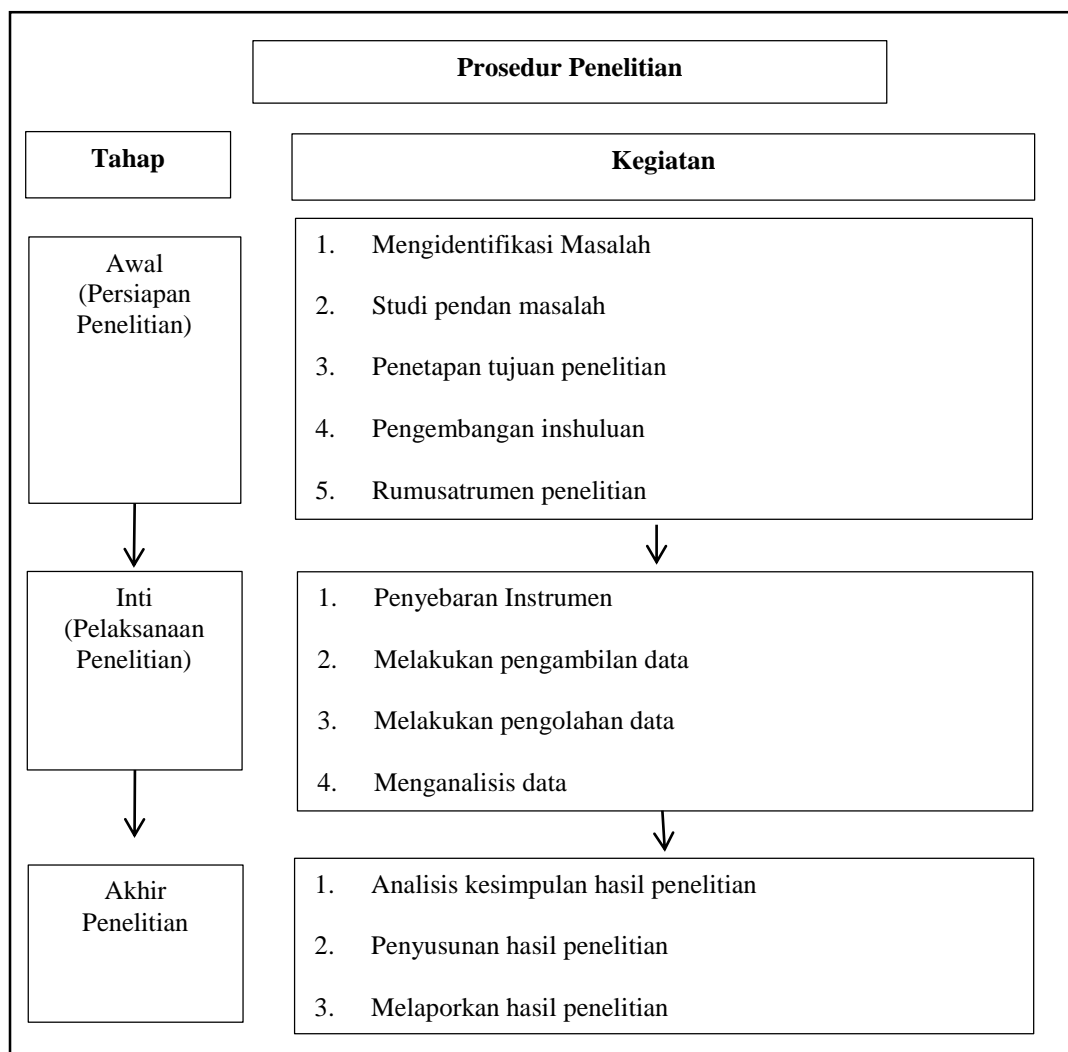 Prosedur Penelitian
Tahap
Kegiatan
Awal
(Persiapan
Penelitian)
1. Mengidentifikasi Masalah
2. Studi pendan masalah
3. Penetapan tujuan penelitian
4. Pengembangan inshuluan
5. Rumusatrumen penelitian
Inti
(Pelaksanaan
Penelitian)
1. Penyebaran Instrumen
2. Melakukan pengambilan data
3. Melakukan pengolahan data
4. Menganalisis data
Akhir
Penelitian
1. Analisis kesimpulan hasil penelitian
2. Penyusunan hasil penelitian
3. Melaporkan hasil penelitian